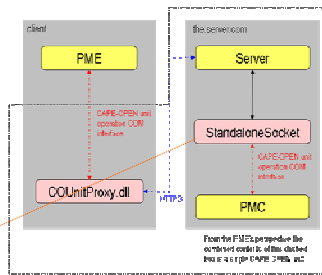 client
the.server.com
PME
Server
CAPE-OPEN unit
operation COM
interface
StandaloneSocket
COUnitProxy.dll
HTTPS
CAPE-OPEN unit
operation COM
interface
PMC
From the PME's perspective the
combined contents of this dashed
box is a single CAPE-OPEN unit